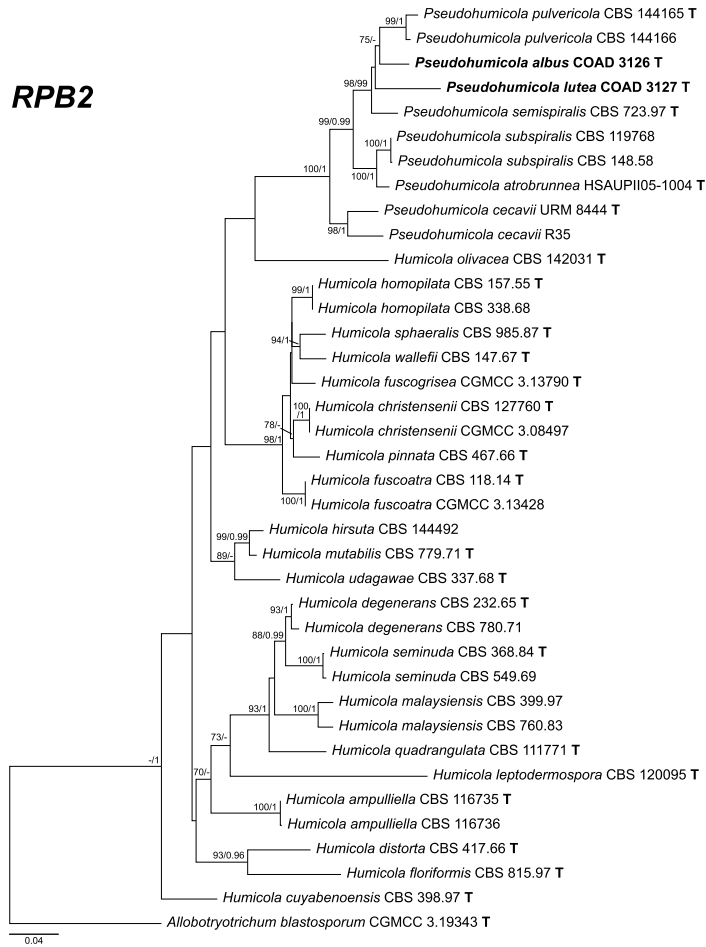 RPB2
99/1
Pseudohumicola pulvericola CBS 144165 T
Pseudohumicola pulvericola CBS 144166
75/-
Pseudohumicola albus COAD 3126 T
98/99
Pseudohumicola lutea COAD 3127 T
Pseudohumicola semispiralis CBS 723.97 T
99/0.99
100/1
Pseudohumicola subspiralis CBS 119768
Pseudohumicola subspiralis CBS 148.58
100/1
100/1
Pseudohumicola atrobrunnea HSAUPII05-1004 T
Pseudohumicola cecavii URM 8444 T
98/1
Pseudohumicola cecavii R35
Humicola olivacea CBS 142031 T
99/1
Humicola homopilata CBS 157.55 T
Humicola homopilata CBS 338.68
94/1
Humicola sphaeralis CBS 985.87 T
Humicola wallefii CBS 147.67 T
Humicola fuscogrisea CGMCC 3.13790 T
100
/1
Humicola christensenii CBS 127760 T
78/-
Humicola christensenii CGMCC 3.08497
98/1
Humicola pinnata CBS 467.66 T
Humicola fuscoatra CBS 118.14 T
100/1
Humicola fuscoatra CGMCC 3.13428
99/0.99
Humicola hirsuta CBS 144492
89/-
Humicola mutabilis CBS 779.71 T
Humicola udagawae CBS 337.68 T
93/1
Humicola degenerans CBS 232.65 T
Humicola degenerans CBS 780.71
88/0.99
100/1
Humicola seminuda CBS 368.84 T
Humicola seminuda CBS 549.69
93/1
100/1
Humicola malaysiensis CBS 399.97
Humicola malaysiensis CBS 760.83
73/-
Humicola quadrangulata CBS 111771 T
-/1
70/-
Humicola leptodermospora CBS 120095 T
100/1
Humicola ampulliella CBS 116735 T
Humicola ampulliella CBS 116736
93/0.96
Humicola distorta CBS 417.66 T
Humicola floriformis CBS 815.97 T
Humicola cuyabenoensis CBS 398.97 T
Allobotryotrichum blastosporum CGMCC 3.19343 T
0.04